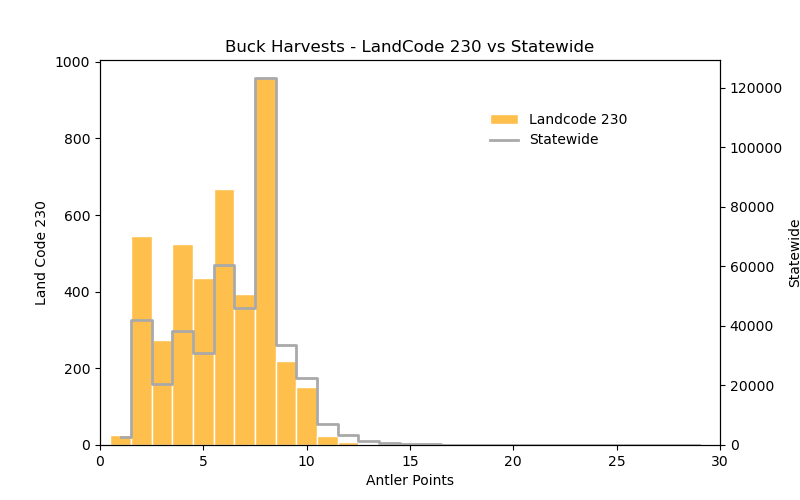 Buck Harvests - LandCode 230 vs Statewide
1000
800
600
400
200
0
Land Code 230
Landcode 230
Statewide
120000
100000
80000
60000
40000
20000
0
Statewide
0 5 10 15 20 25 30
Antler Points